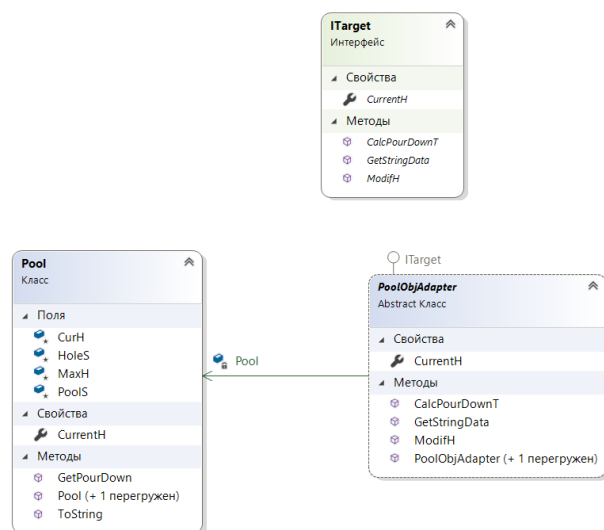 ITarget
Интерфейс
Свойства
CurrentH
Методы
CalcPourDownT
GetStringData
ModifH
Pool
Класс
Поля
CurH
HoleS
MaxH
PoolS
Свойства
CurrentH
Методы
GetPourDown
Pool (+ 1 перегружен)
ToString
Pool
ITarget
PoolObjAdapter
Abstract Класс
Свойства
CurrentH
Методы
CalcPourDownT
GetStringData
ModifH
PoolObjAdapter (+ 1 перегружен)